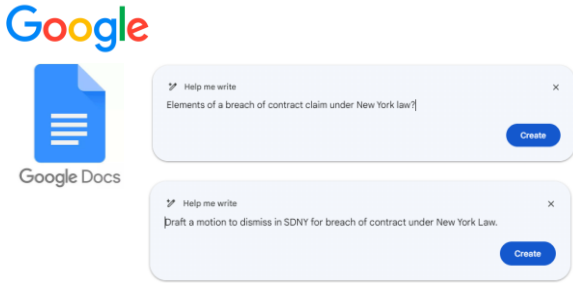 Google
Google Docs
Help me write
Elements of a breach of contract claim under New York law?
Create
Help me write
Draft a motion to dismiss in SDNY for breach of contract under New York Law.
Create